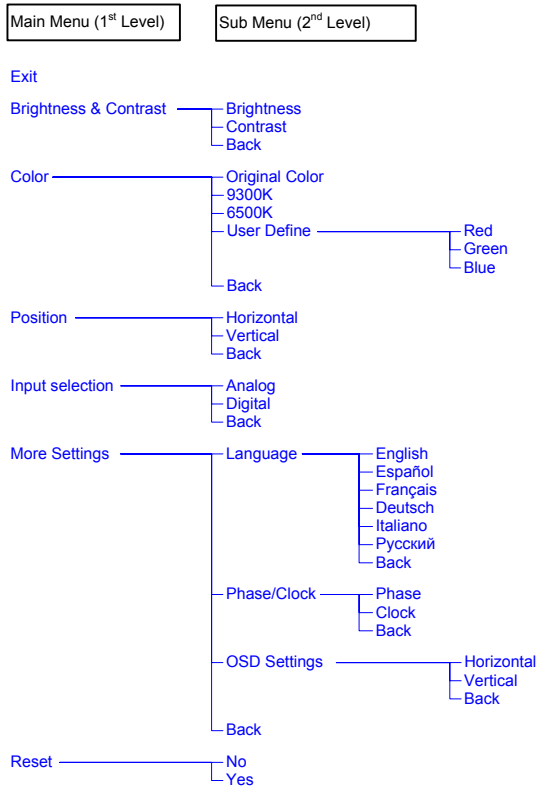 Main Menu (1st Level) Sub Menu (2nd Level)
Exit
Brightness & Contrast Brightness
Contrast
Back
Color Original Color
9300K
6500K
User Define Red
Green
Blue
Back
Position Horizontal
Vertical
Back
Input selection Analog
Digital
Back
More Settings Language English
Español
Français
Deutsch
Italiano
Русский
Back
Phase/Clock Phase
Clock
Back
OSD Settings Horizontal
Vertical
Back
Back
Reset No
Yes